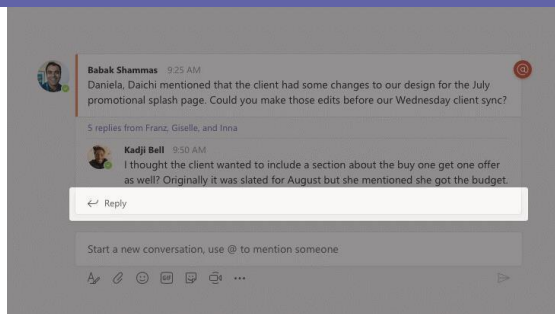 Babak Shammas 9:25 AM
Daniela, Daichi mentioned that the client had some changes to our design for the July
promotional splash page. Could you make those edits before our Wednesday client sync?
5 replies from Franz, Giselle, and Inna
Kadji Bell 9:50 AM
I thought the client wanted to include a section about the buy one get one offer
as well? Originally it was slated for August but she mentioned she got the budget.
Reply
Start a new conversation, use @ to mention someone
GIF